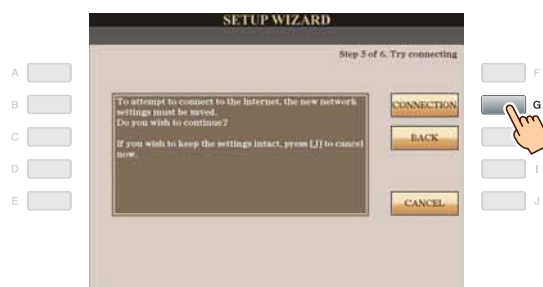 SETUP WIZARD
Step 5 of 6. Try connecting
To attempt to connect to the Internet, the new network
settings must be saved.
Do you wish to continue?
If you wish to keep the settings intact, press [J] to cancel
now.
CONNECTION
BACK
CANCEL
A
B
C
D
E
F
G
I
J